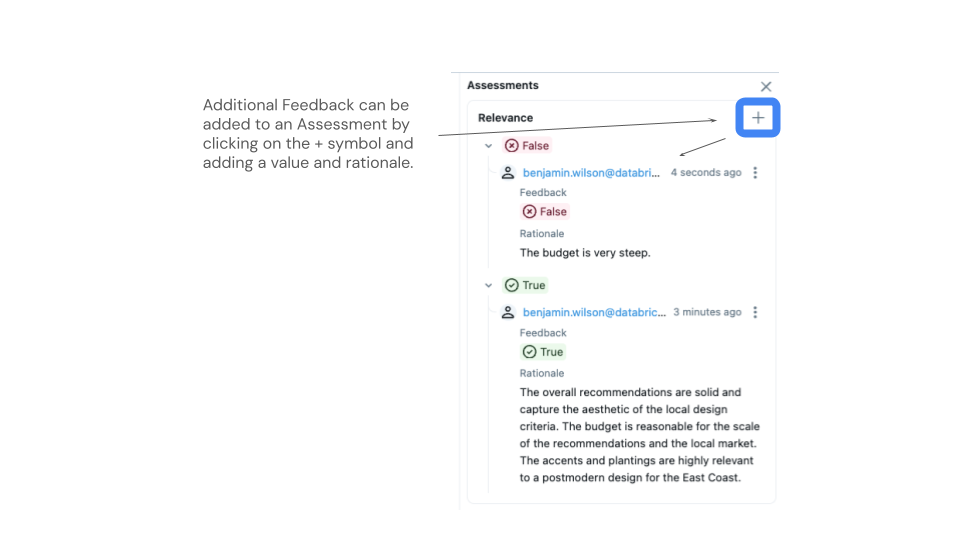 Additional Feedback can be
added to an Assessment by
clicking on the + symbol and
adding a value and rationale.
Assessments
Relevance
False
benjamin.wilson@databri... 4 seconds ago
Feedback
False
Rationale
The budget is very steep.
True
benjamin.wilson@databric... 3 minutes ago
Feedback
True
Rationale
The overall recommendations are solid and
capture the aesthetic of the local design
criteria. The budget is reasonable for the scale
of the recommendations and the local market.
The accents and plantings are highly relevant
to a postmodern design for the East Coast.